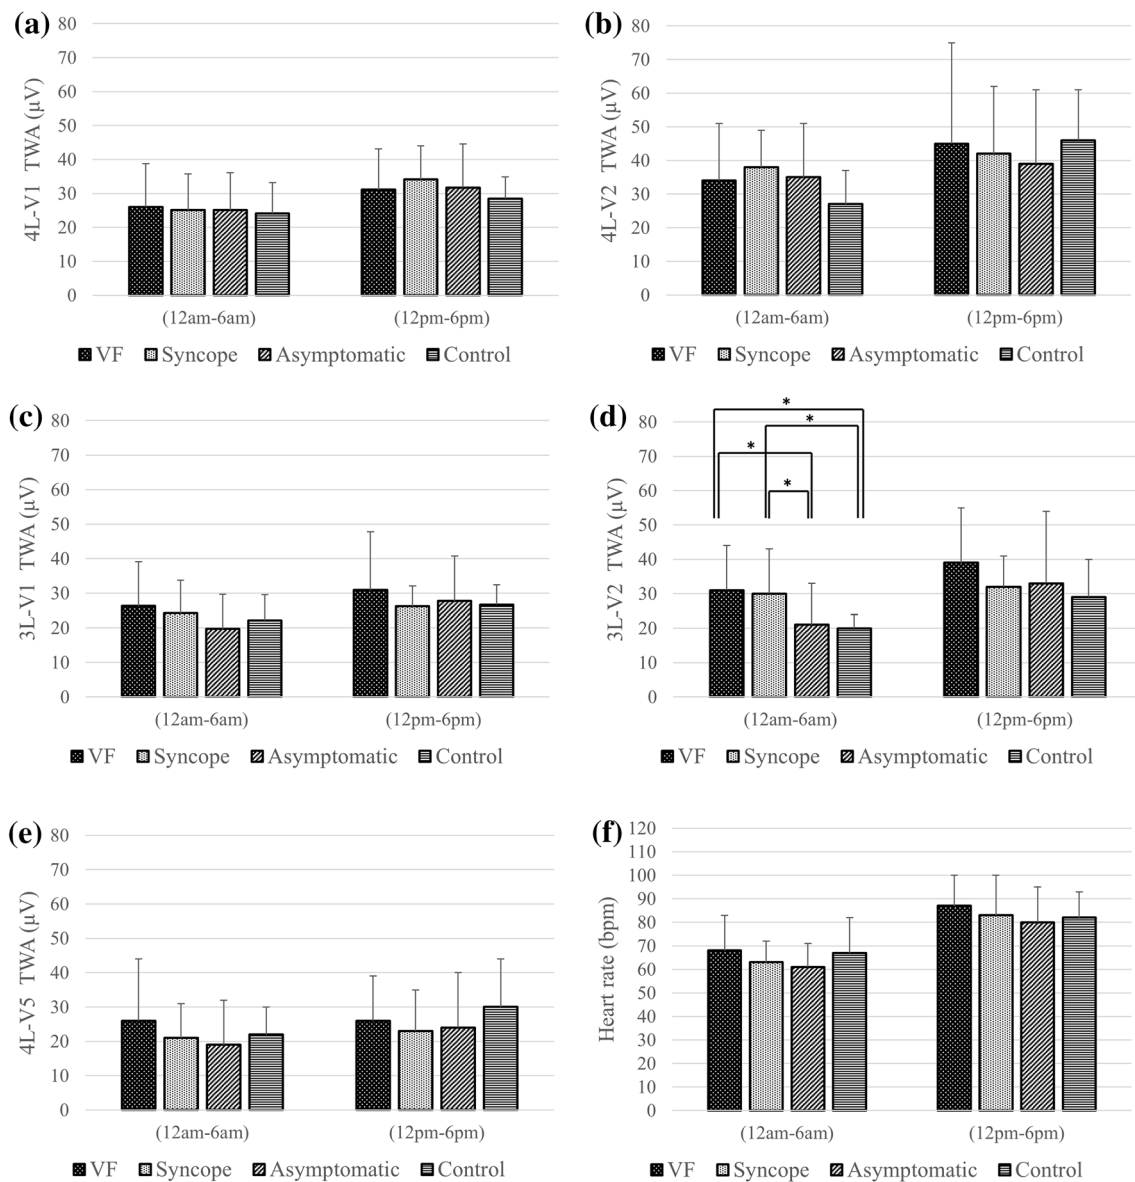 (a)
4L-V1 TWA (μV)
80
70
60
50
40
30
20
10
0
(12am-6am)
(12pm-6pm)
VF Syncope Asymptomatic Control
(b)
4L-V2 TWA (μV)
80
70
60
50
40
30
20
10
0
(12am-6am)
(12pm-6pm)
VF Syncope Asymptomatic Control
(c)
3L-V1 TWA (μV)
80
70
60
50
40
30
20
10
0
(12am-6am)
(12pm-6pm)
VF Syncope Asymptomatic Control
(d)
3L-V2 TWA (μV)
80
70
60
50
40
30
20
10
0
*
*
*
*
(12am-6am)
(12pm-6pm)
VF Syncope Asymptomatic Control
(e)
4L-V5 TWA (μV)
80
70
60
50
40
30
20
10
0
(12am-6am)
(12pm-6pm)
VF Syncope Asymptomatic Control
(f)
Heart rate (bpm)
120
110
100
90
80
70
60
50
40
30
20
10
0
(12am-6am)
(12pm-6pm)
VF Syncope Asymptomatic Control